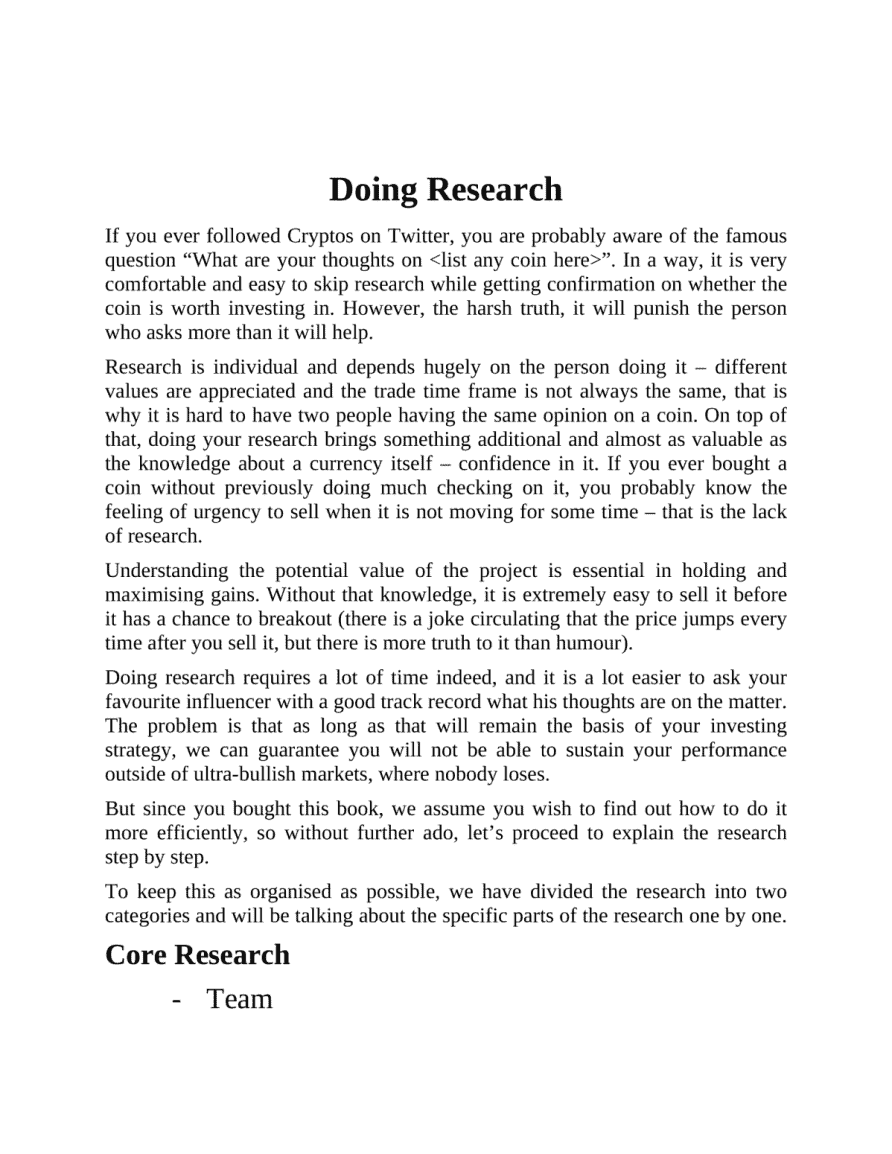 Doing Research
If you ever followed Cryptos on Twitter, you are probably aware of the famous
question “What are your thoughts on <list any coin here>”. In a way, it is very
comfortable and easy to skip research while getting confirmation on whether the
coin is worth investing in. However, the harsh truth, it will punish the person
who asks more than it will help.
Research is individual and depends hugely on the person doing it – different
values are appreciated and the trade time frame is not always the same, that is
why it is hard to have two people having the same opinion on a coin. On top of
that, doing your research brings something additional and almost as valuable as
the knowledge about a currency itself – confidence in it. If you ever bought a
coin without previously doing much checking on it, you probably know the
feeling of urgency to sell when it is not moving for some time – that is the lack
of research.
Understanding the potential value of the project is essential in holding and
maximising gains. Without that knowledge, it is extremely easy to sell it before
it has a chance to breakout (there is a joke circulating that the price jumps every
time after you sell it, but there is more truth to it than humour).
Doing research requires a lot of time indeed, and it is a lot easier to ask your
favourite influencer with a good track record what his thoughts are on the matter.
The problem is that as long as that will remain the basis of your investing
strategy, we can guarantee you will not be able to sustain your performance
outside of ultra-bullish markets, where nobody loses.
But since you bought this book, we assume you wish to find out how to do it
more efficiently, so without further ado, let’s proceed to explain the research
step by step.
To keep this as organised as possible, we have divided the research into two
categories and will be talking about the specific parts of the research one by one.
Core Research
- Team